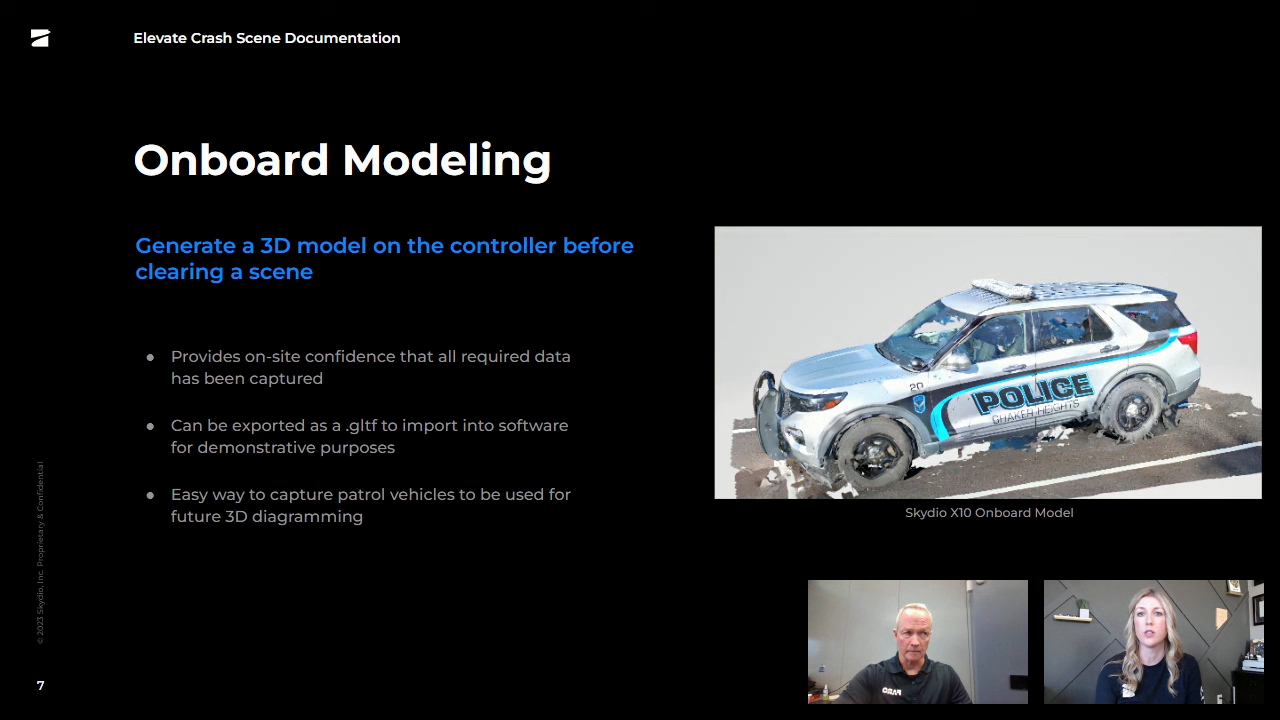 Elevate Crash Scene Documentation
Onboard Modeling
Generate a 3D model on the controller before
clearing a scene
● Provides on-site confidence that all required data
has been captured
● Can be exported as a .gltf to import into software
for demonstrative purposes
● Easy way to capture patrol vehicles to be used for
future 3D diagramming
20
POLICE
SHAKER HEIGHTS
Skydio X10 Onboard Model
FARO
© 2023 Skydio, Inc. Proprietary & Confidential
7